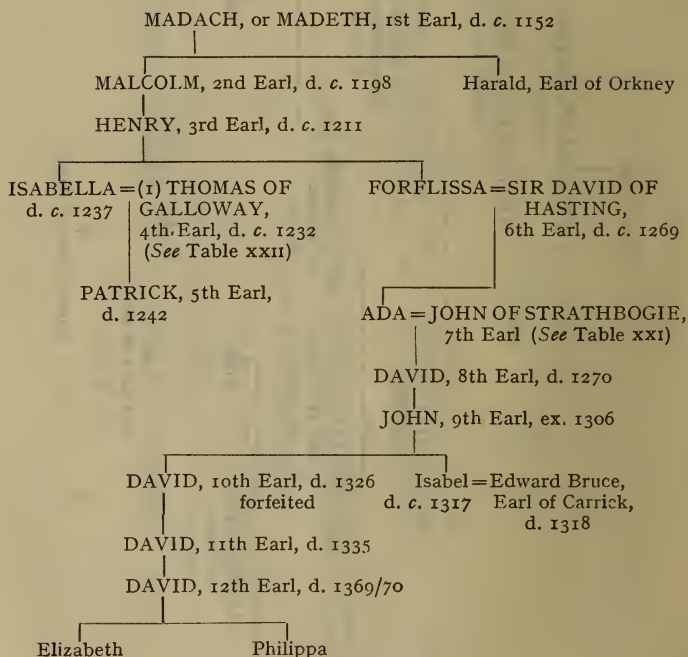 MADACH, or MADETH, 1st Earl, d. c. 1152
MALCOLM, 2nd Earl, d. c. 1198
Harald, Earl of Orkney
HENRY, 3rd Earl, d. c. 1211
ISABELLA=(1) THOMAS OF
d. c. 1237 GALLOWAY,
4th Earl, d. c. 1232
(See Table XXII)
FORFLISSA=SIR DAVID OF
HASTING,
6th Earl, d. c. 1269
PATRICK, 5th Earl,
d. 1242
ADA=JOHN OF STRATHBOGIE,
7th Earl (See Table XXI)
DAVID, 8th Earl, d. 1270
JOHN, 9th Earl, ex. 1306
DAVID, 10th Earl, d. 1326
forfeited
Isabel=Edward Bruce,
d. c. 1317 Earl of Carrick,
d. 1318
DAVID, 11th Earl, d. 1335
DAVID, 12th Earl, d. 1369/70
Elizabeth
Philippa